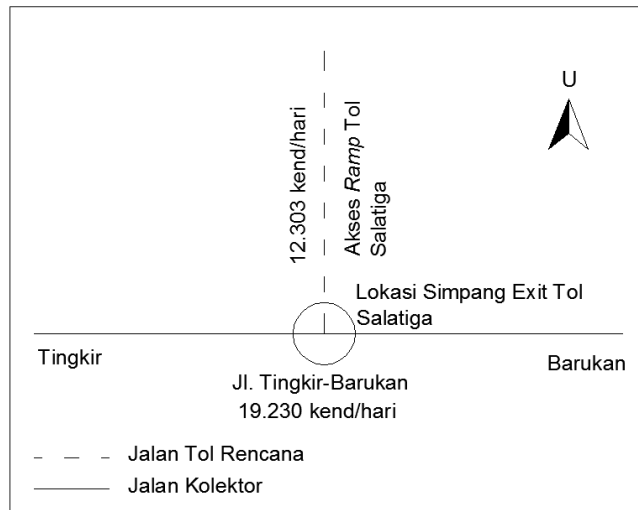 U
12.303 kend/hari
Akses Ramp Tol
Salatiga
Lokasi Simpang Exit Tol
Salatiga
Tingkir
Barukan
Jl. Tingkir-Barukan
19.230 kend/hari
Jalan Tol Rencana
Jalan Kolektor